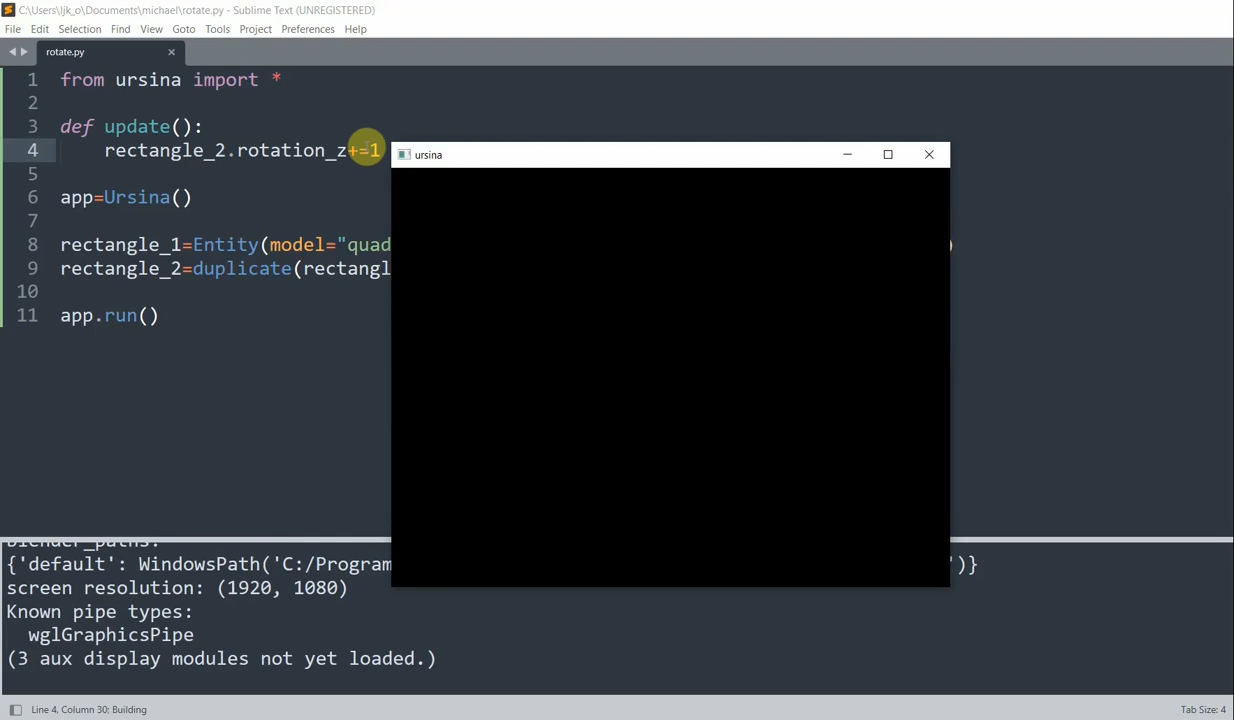 C:\Users\ljk_o\Documents\michael\rotate.py - Sublime Text (UNREGISTERED)
File Edit Selection Find View Goto Tools Project Preferences Help
rotate.py
1 from ursina import *
2
3 def update():
4 rectangle_2.rotation_z+=1
ursina
5
6 app=Ursina()
7
8 rectangle_1=Entity(model="quad )
9 rectangle_2=duplicate(rectangl
10
11 app.run()
blender_paths:
{'default': WindowsPath('C:/Program ')}
screen resolution: (1920, 1080)
Known pipe types:
wglGraphicsPipe
(3 aux display modules not yet loaded.)
Line 4, Column 30; Building Tab Size: 4